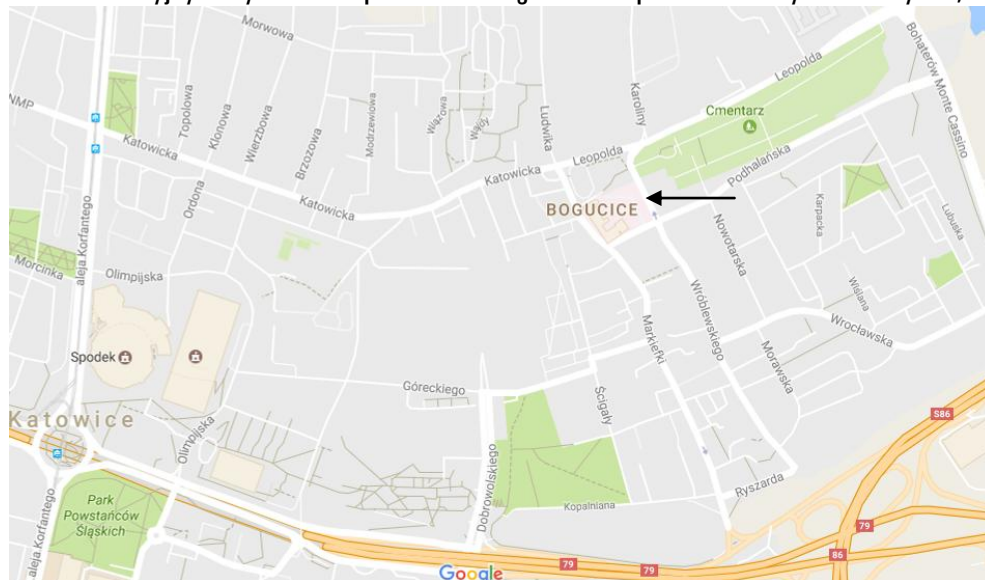 Morwowa
Bohaterów Monte Cassino
Leopolda
Topolowa
Klonowa
Wierzbowa
Brzozowa
Modrzewiowa
Wiązowa
Ludwika
Karoliny
Cmentarz
NMP
Katowicka
Leopolda
Podhalańska
Katowicka
Ordona
Katowicka
BOGUCICE
Karpacka
Lubuska
Nowotarska
aleja Korfantego
Morcinka
Olimpijska
Wiślana
Wróblewskiego
Markiefki
Wrocławska
Spodek
Morawska
Góreckiego
Ścigały
Katowice
S86
Olimpijska
Dobrowolskiego
Ryszarda
Park
Powstańców
Śląskich
Kopalniana
79
aleja Korfantego
86
79
79
Google